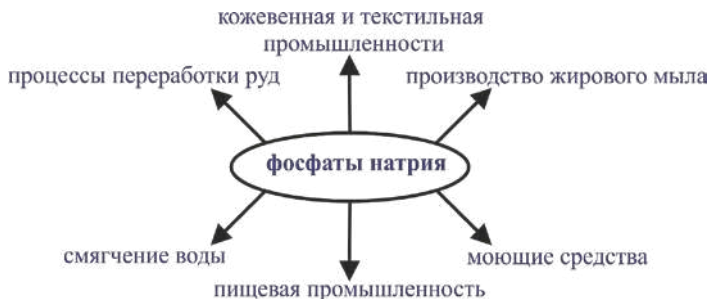 кожевенная и текстильная
промышленности
процессы переработки руд
производство жирового мыла
фосфаты натрия
смягчение воды
моющие средства
пищевая промышленность